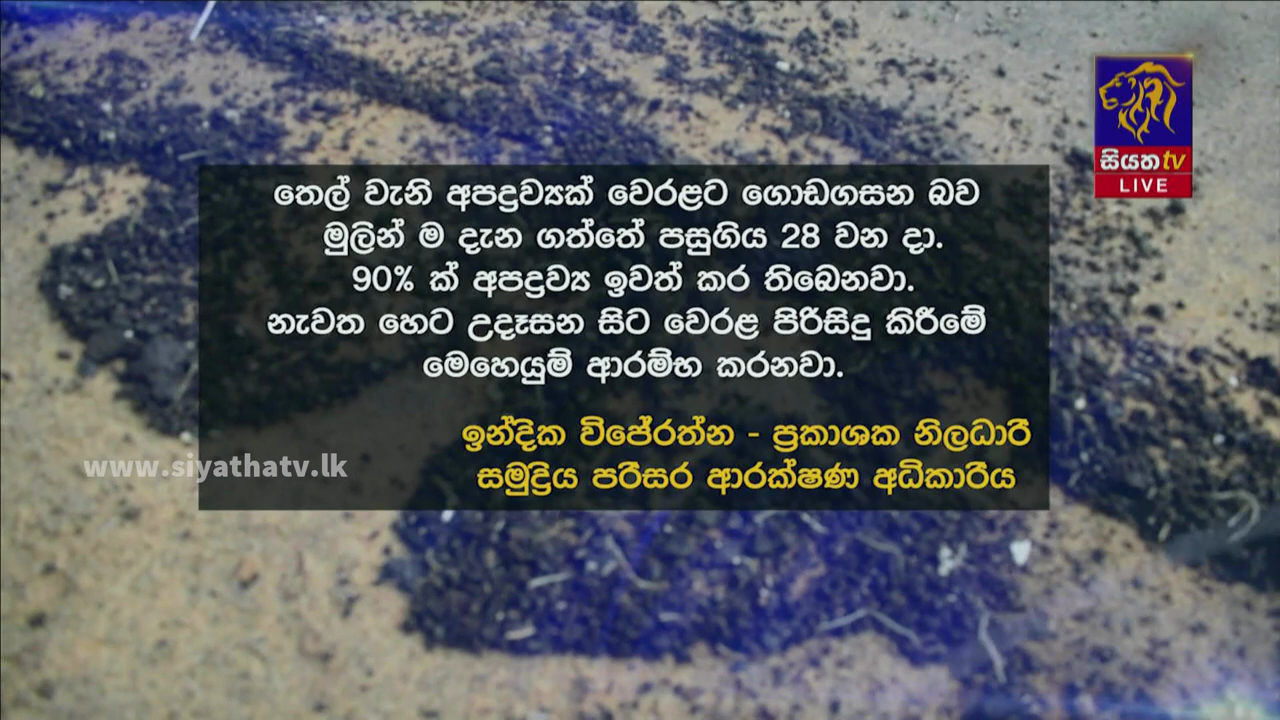 සියත tv
LIVE
තෙල් වැනි අපද්‍රව්‍යක් වෙරළට ගොඩගසන බව
මුලින් ම දැන ගත්තේ පසුගිය 28 වන දා.
90% ක් අපද්‍රව්‍ය ඉවත් කර තිබෙනවා.
නැවත හෙට උදෑසන සිට වෙරළ පිරිසිදු කිරීමේ
මෙහෙයුම් ආරම්භ කරනවා.
ඉන්දික විජේරත්න - ප්‍රකාශක නිලධාරී
සමුද්‍රිය පරිසර ආරක්ෂණ අධිකාරිය
www.siyathatv.lk